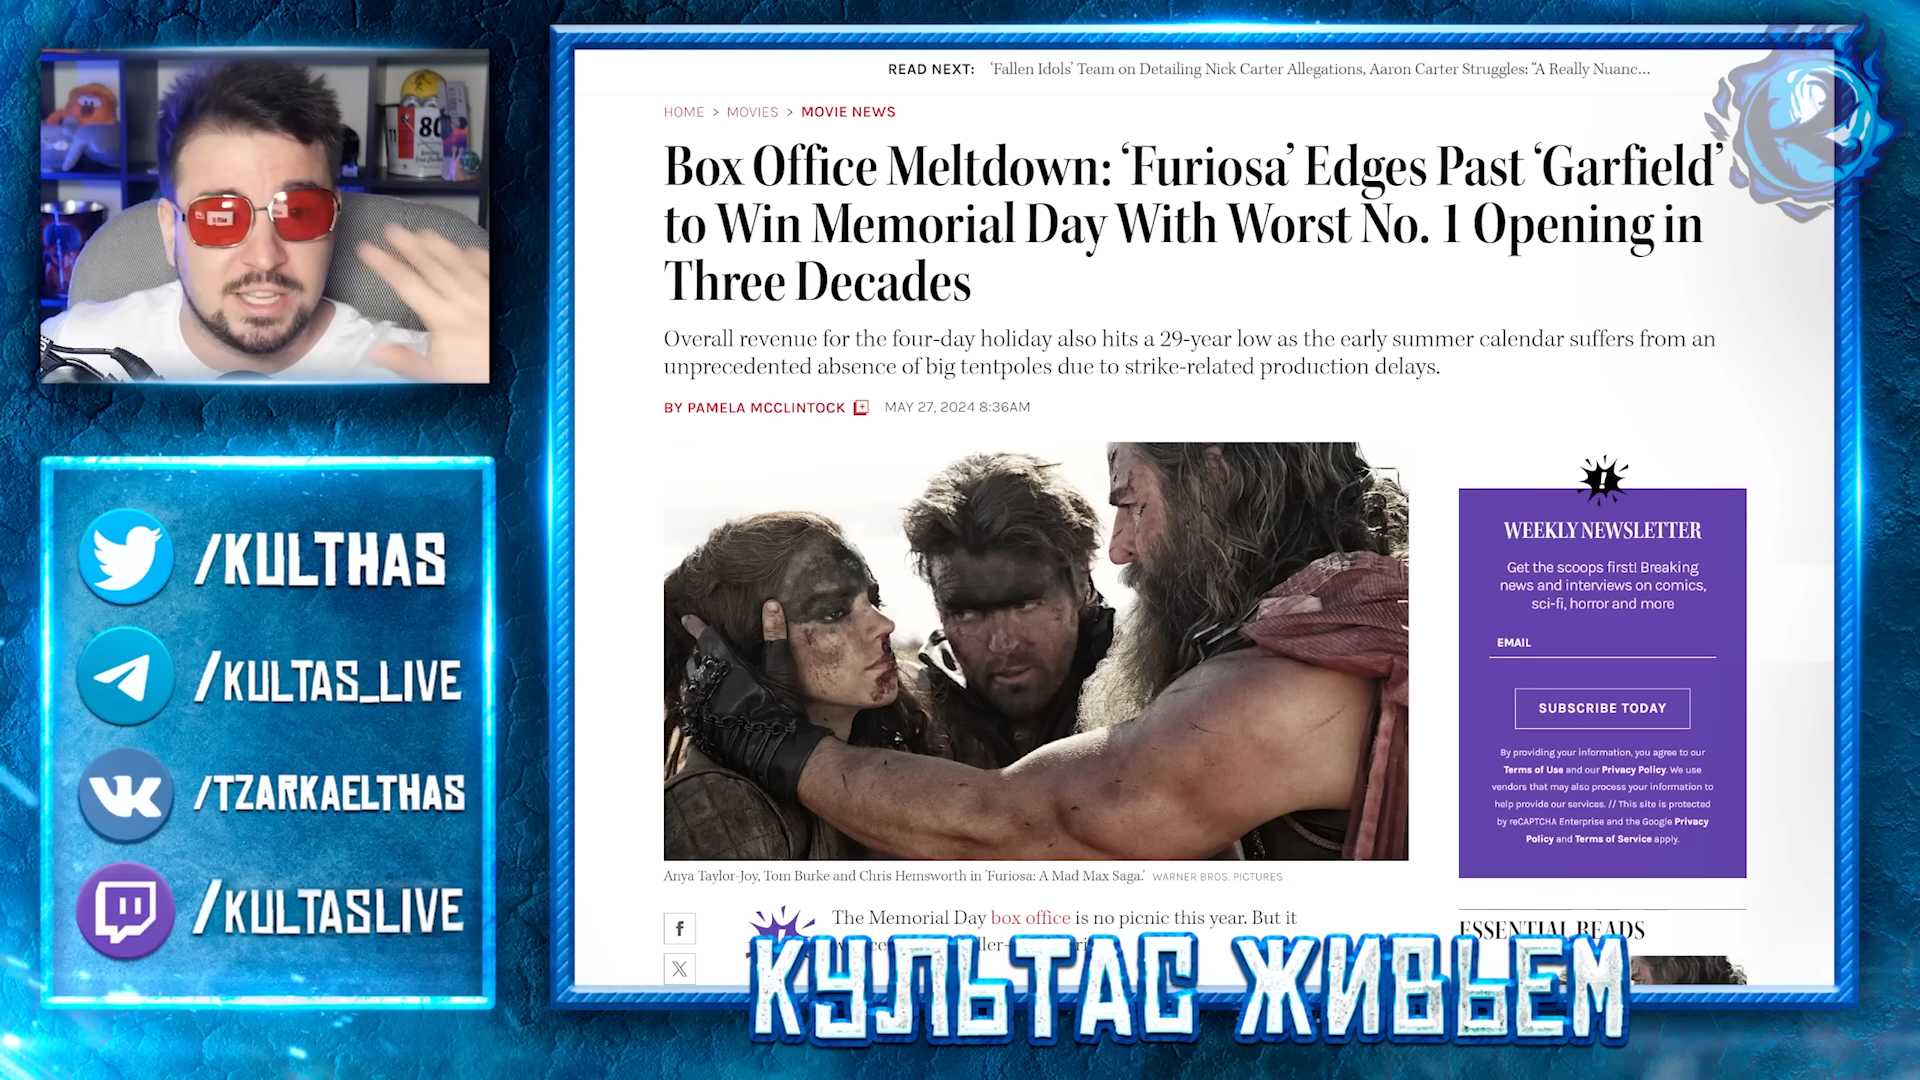 /KULTHAS
/KULTAS_LIVE
/TZARKAELTHAS
/KULTASLIVE
80
READ NEXT: ‘Fallen Idols’ Team on Detailing Nick Carter Allegations, Aaron Carter Struggles: “A Really Nuanc...
HOME > MOVIES > MOVIE NEWS
Box Office Meltdown: ‘Furiosa’ Edges Past ‘Garfield’
to Win Memorial Day With Worst No. 1 Opening in
Three Decades
Overall revenue for the four-day holiday also hits a 29-year low as the early summer calendar suffers from an
unprecedented absence of big tentpoles due to strike-related production delays.
BY PAMELA MCCLINTOCK MAY 27, 2024 8:36AM
Anya Taylor-Joy, Tom Burke and Chris Hemsworth in 'Furiosa: A Mad Max Saga.' WARNER BROS. PICTURES
The Memorial Day box office is no picnic this year. But it
WEEKLY NEWSLETTER
Get the scoops first! Breaking
news and interviews on comics,
sci-fi, horror and more
EMAIL
SUBSCRIBE TODAY
By providing your information, you agree to our
Terms of Use and our Privacy Policy. We use
vendors that may also process your information to
help provide our services. // This site is protected
by reCAPTCHA Enterprise and the Google Privacy
Policy and Terms of Service apply.
ESSENTIAL READS
КУЛЬТАС ЖИВЬЕМ